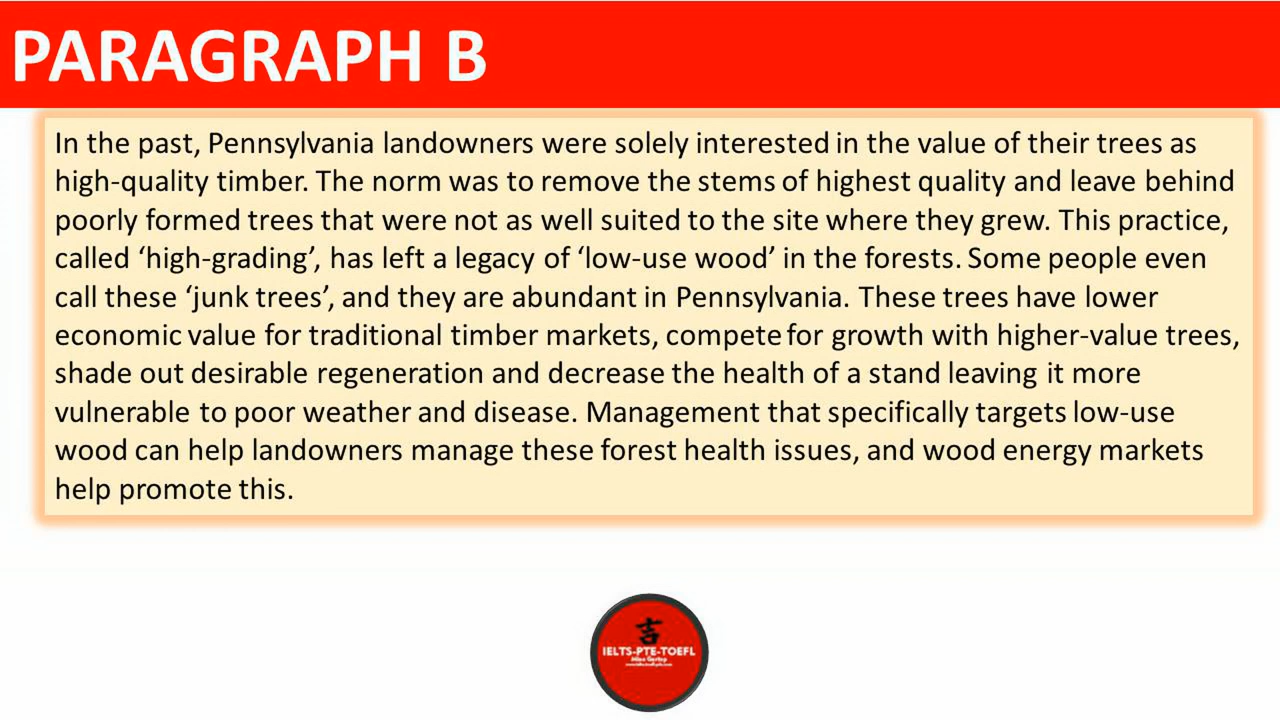 PARAGRAPH B
In the past, Pennsylvania landowners were solely interested in the value of their trees as
high-quality timber. The norm was to remove the stems of highest quality and leave behind
poorly formed trees that were not as well suited to the site where they grew. This practice,
called ‘high-grading’, has left a legacy of ‘low-use wood’ in the forests. Some people even
call these ‘junk trees’, and they are abundant in Pennsylvania. These trees have lower
economic value for traditional timber markets, compete for growth with higher-value trees,
shade out desirable regeneration and decrease the health of a stand leaving it more
vulnerable to poor weather and disease. Management that specifically targets low-use
wood can help landowners manage these forest health issues, and wood energy markets
help promote this.
吉
IELTS-PTE-TOEFL